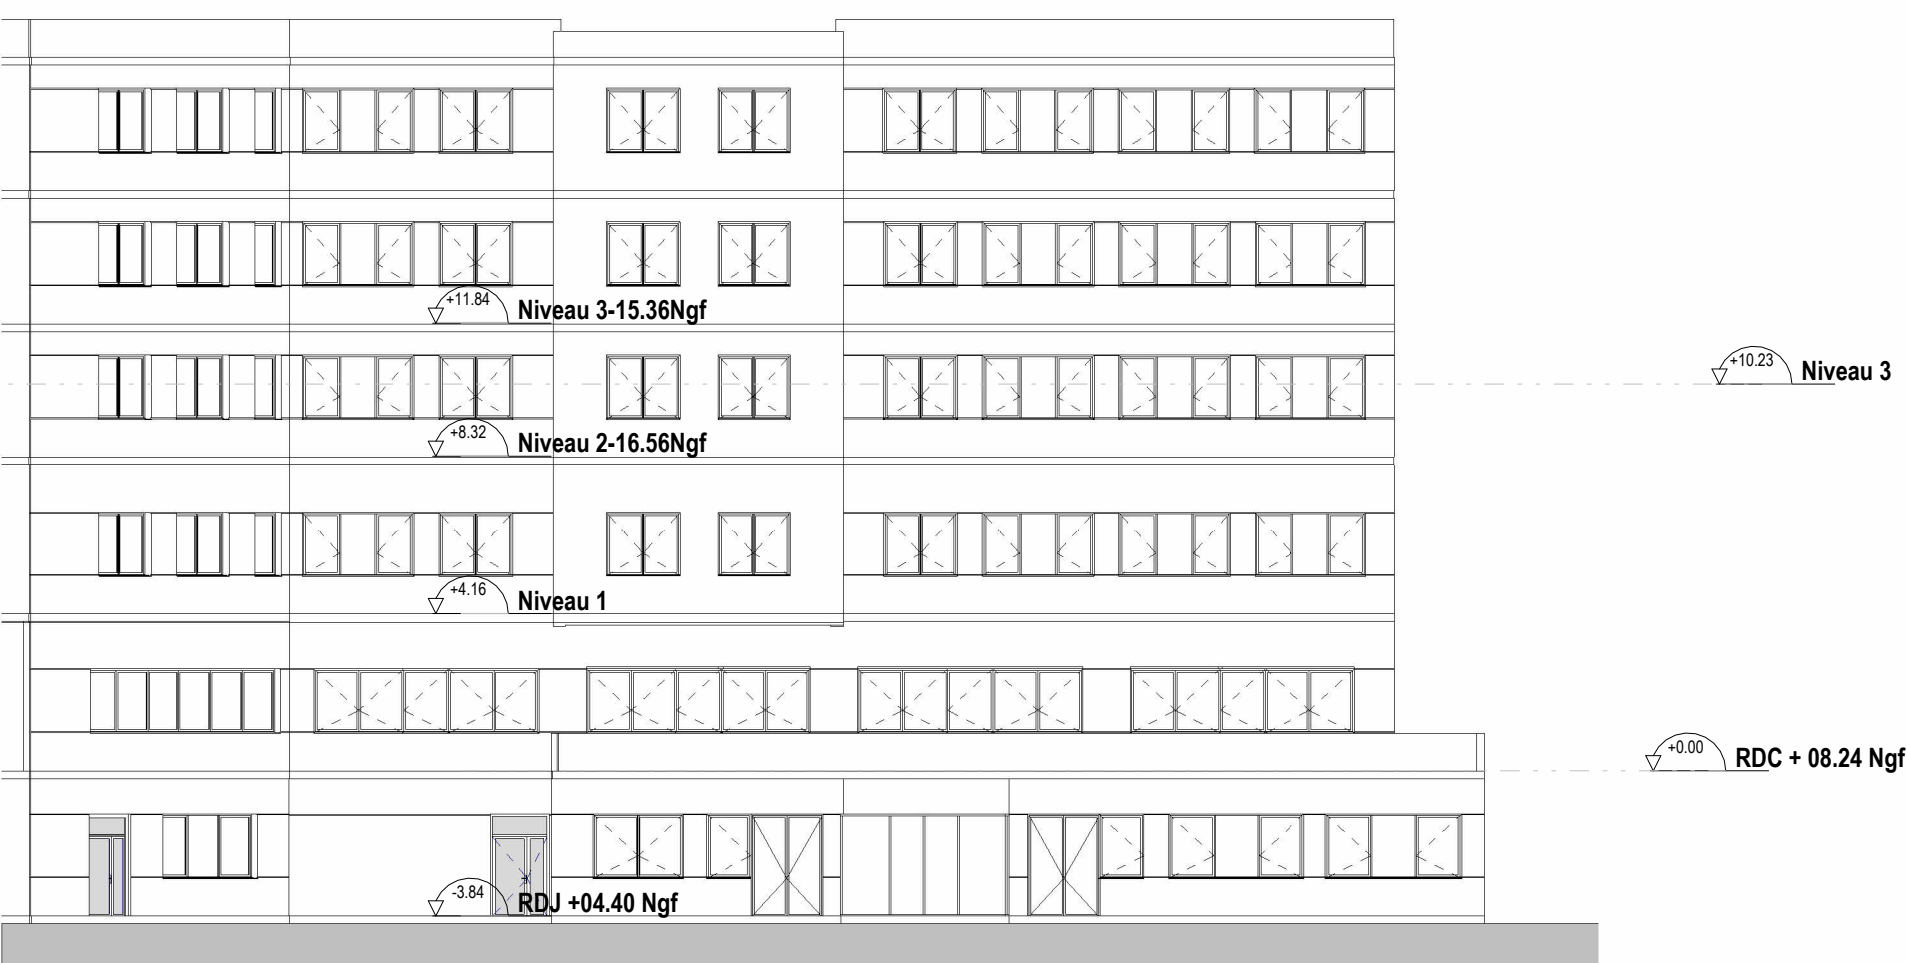 +11.84 Niveau 3-15.36Ngf
+10.23 Niveau 3
+8.32 Niveau 2-16.56Ngf
+4.16 Niveau 1
+0.00 RDC + 08.24 Ngf
-3.84 RDJ +04.40 Ngf